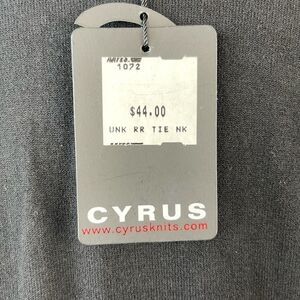 1072
$44.00
UNK RR TIE NK
CYRUS
www.cyrusknits.com